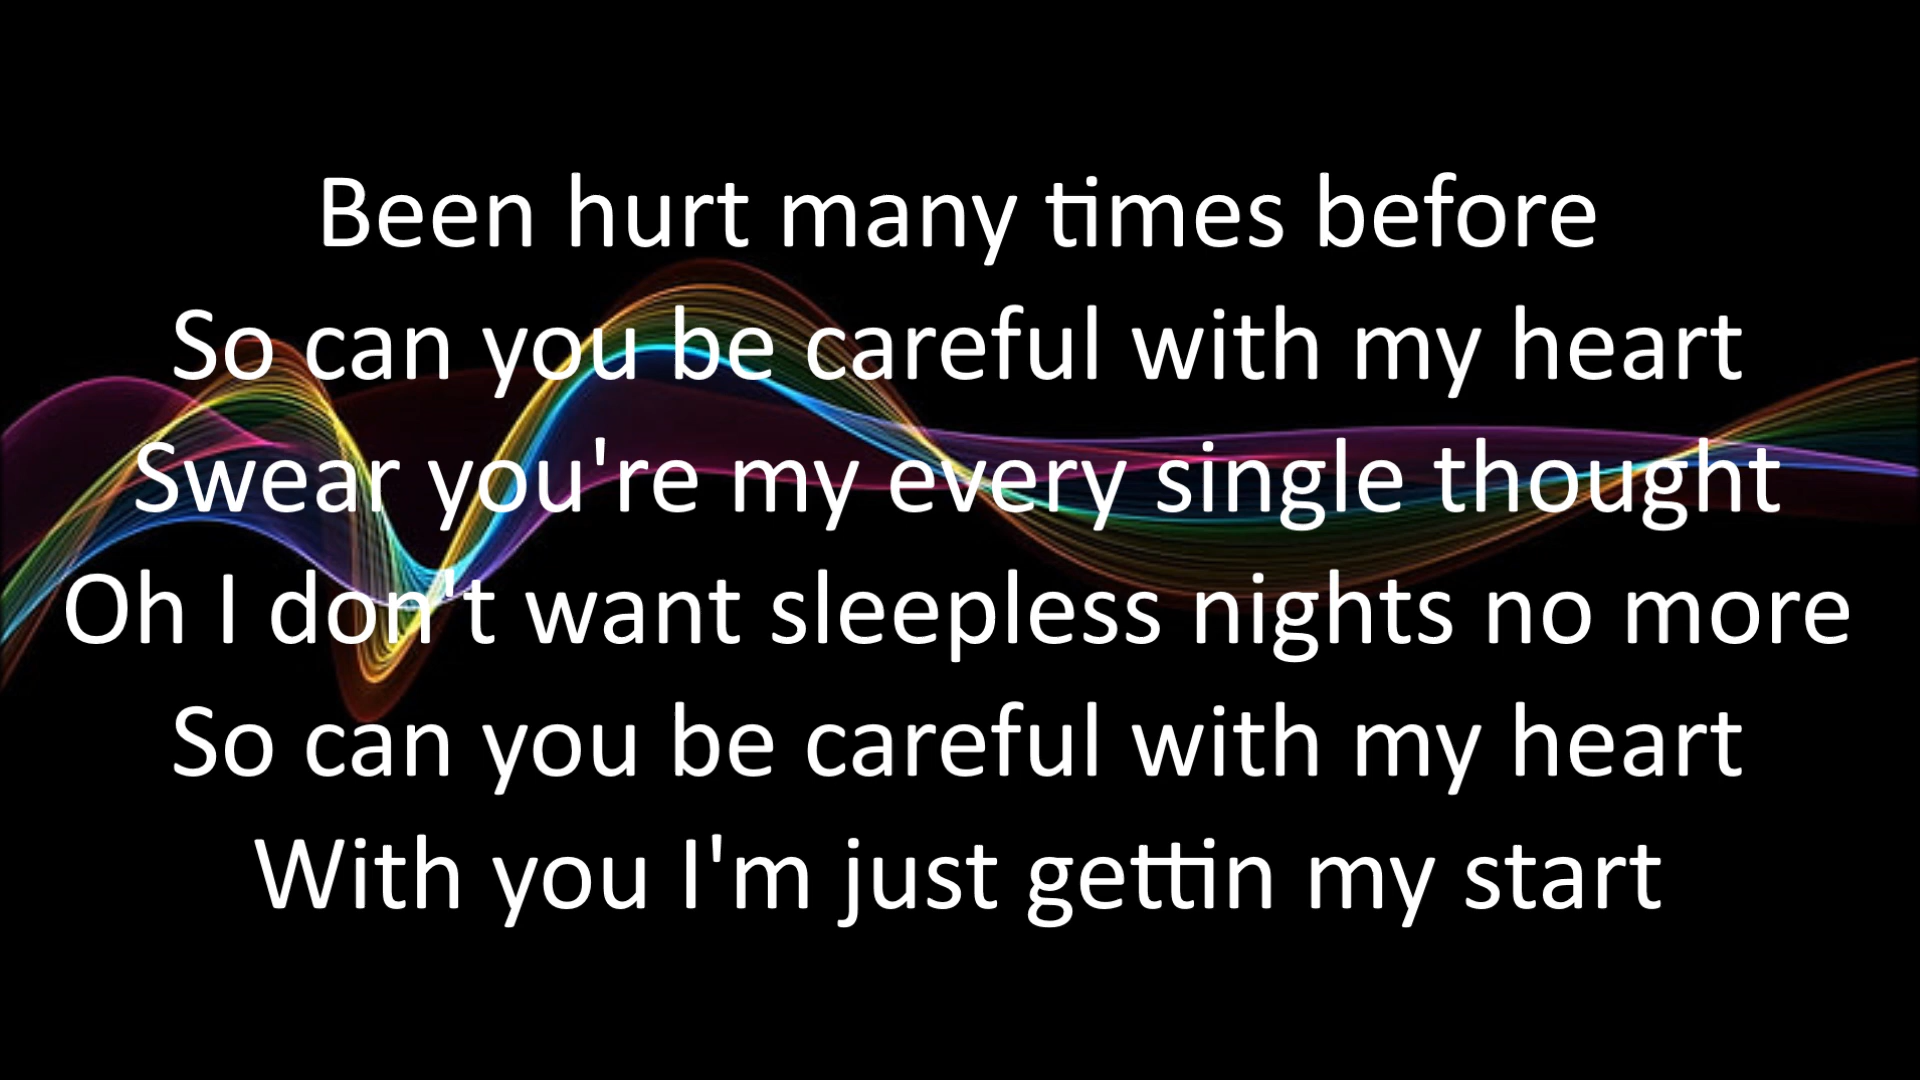 Been hurt many times before
So can you be careful with my heart
Swear you're my every single thought
Oh I don't want sleepless nights no more
So can you be careful with my heart
With you I'm just gettin my start